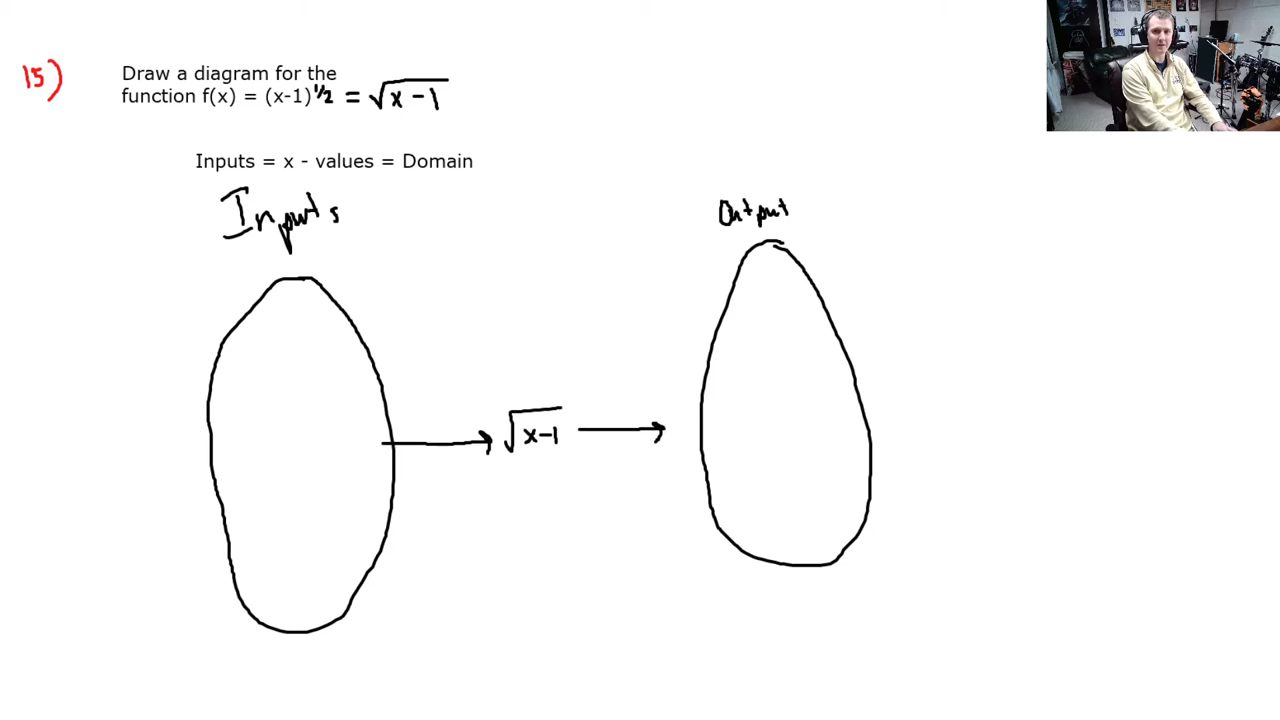 15)
Draw a diagram for the
function f(x) = (x-1)^1/2 = √x-1
Inputs = x - values = Domain
Inputs
Output
√x-1